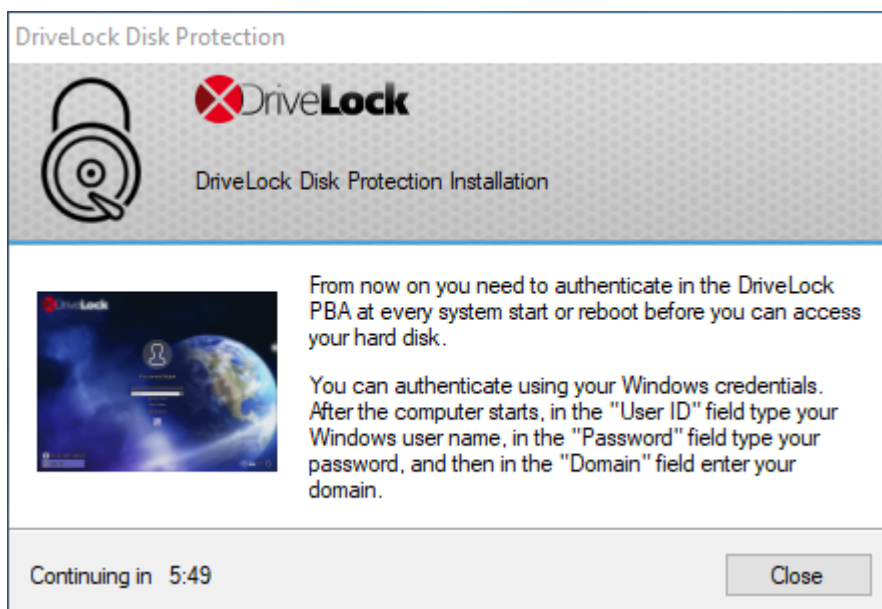 DriveLock Disk Protection
DriveLock
DriveLock Disk Protection Installation
DriveLock
From now on you need to authenticate in the DriveLock
PBA at every system start or reboot before you can access
your hard disk.
You can authenticate using your Windows credentials.
After the computer starts, in the "User ID" field type your
Windows user name, in the "Password" field type your
password, and then in the "Domain" field enter your
domain.
Continuing in 5:49
Close